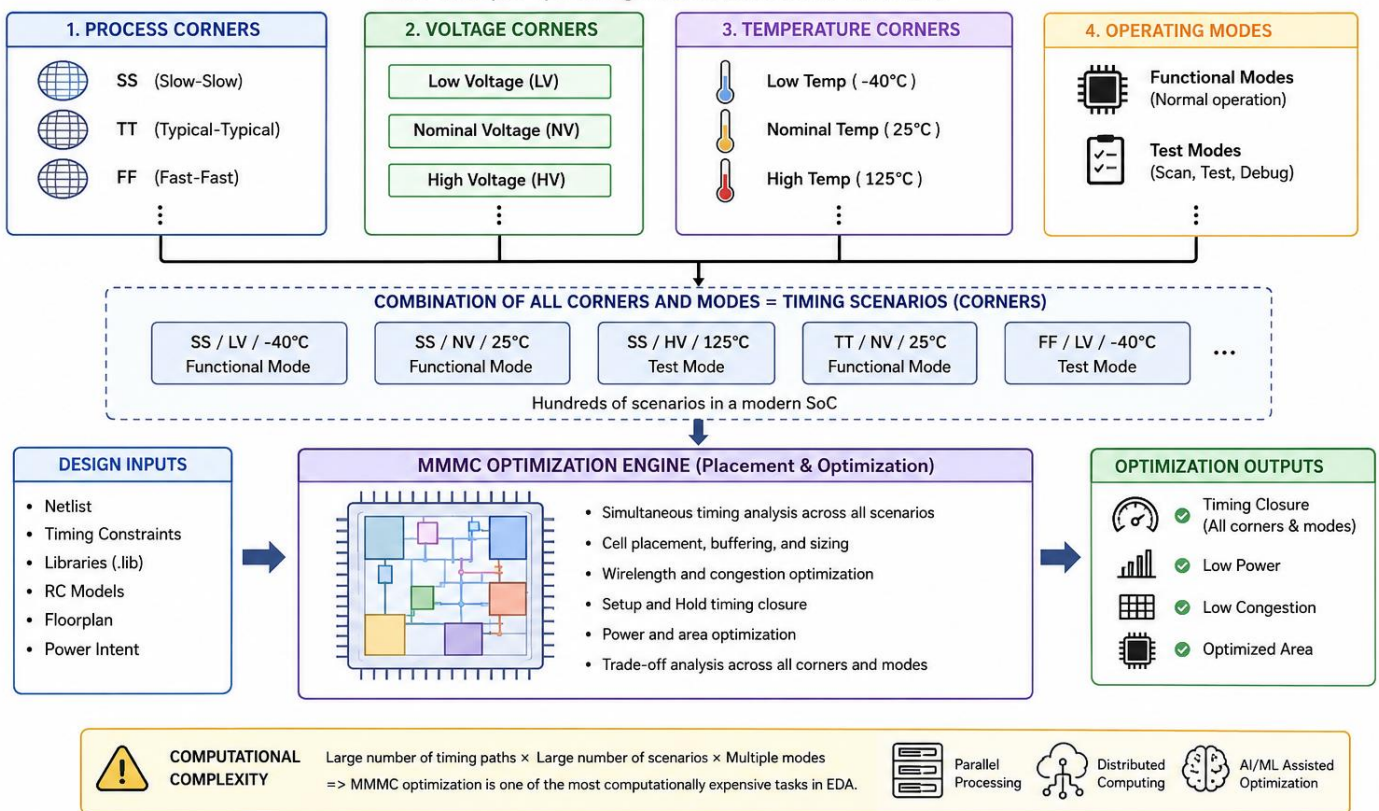 1. PROCESS CORNERS
SS (Slow-Slow)
TT (Typical-Typical)
FF (Fast-Fast)
2. VOLTAGE CORNERS
Low Voltage (LV)
Nominal Voltage (NV)
High Voltage (HV)
3. TEMPERATURE CORNERS
Low Temp ( -40°C )
Nominal Temp ( 25°C )
High Temp ( 125°C )
4. OPERATING MODES
Functional Modes
(Normal operation)
Test Modes
(Scan, Test, Debug)
COMBINATION OF ALL CORNERS AND MODES = TIMING SCENARIOS (CORNERS)
SS / LV / -40°C
Functional Mode
SS / NV / 25°C
Functional Mode
SS / HV / 125°C
Test Mode
TT / NV / 25°C
Functional Mode
FF / LV / -40°C
Test Mode
...
Hundreds of scenarios in a modern SoC
DESIGN INPUTS
• Netlist
• Timing Constraints
• Libraries (.lib)
• RC Models
• Floorplan
• Power Intent
MMMC OPTIMIZATION ENGINE (Placement & Optimization)
• Simultaneous timing analysis across all scenarios
• Cell placement, buffering, and sizing
• Wirelength and congestion optimization
• Setup and Hold timing closure
• Power and area optimization
• Trade-off analysis across all corners and modes
OPTIMIZATION OUTPUTS
Timing Closure
(All corners & modes)
Low Power
Low Congestion
Optimized Area
COMPUTATIONAL
COMPLEXITY
Large number of timing paths × Large number of scenarios × Multiple modes
=> MMMC optimization is one of the most computationally expensive tasks in EDA.
Parallel
Processing
Distributed
Computing
AI/ML Assisted
Optimization